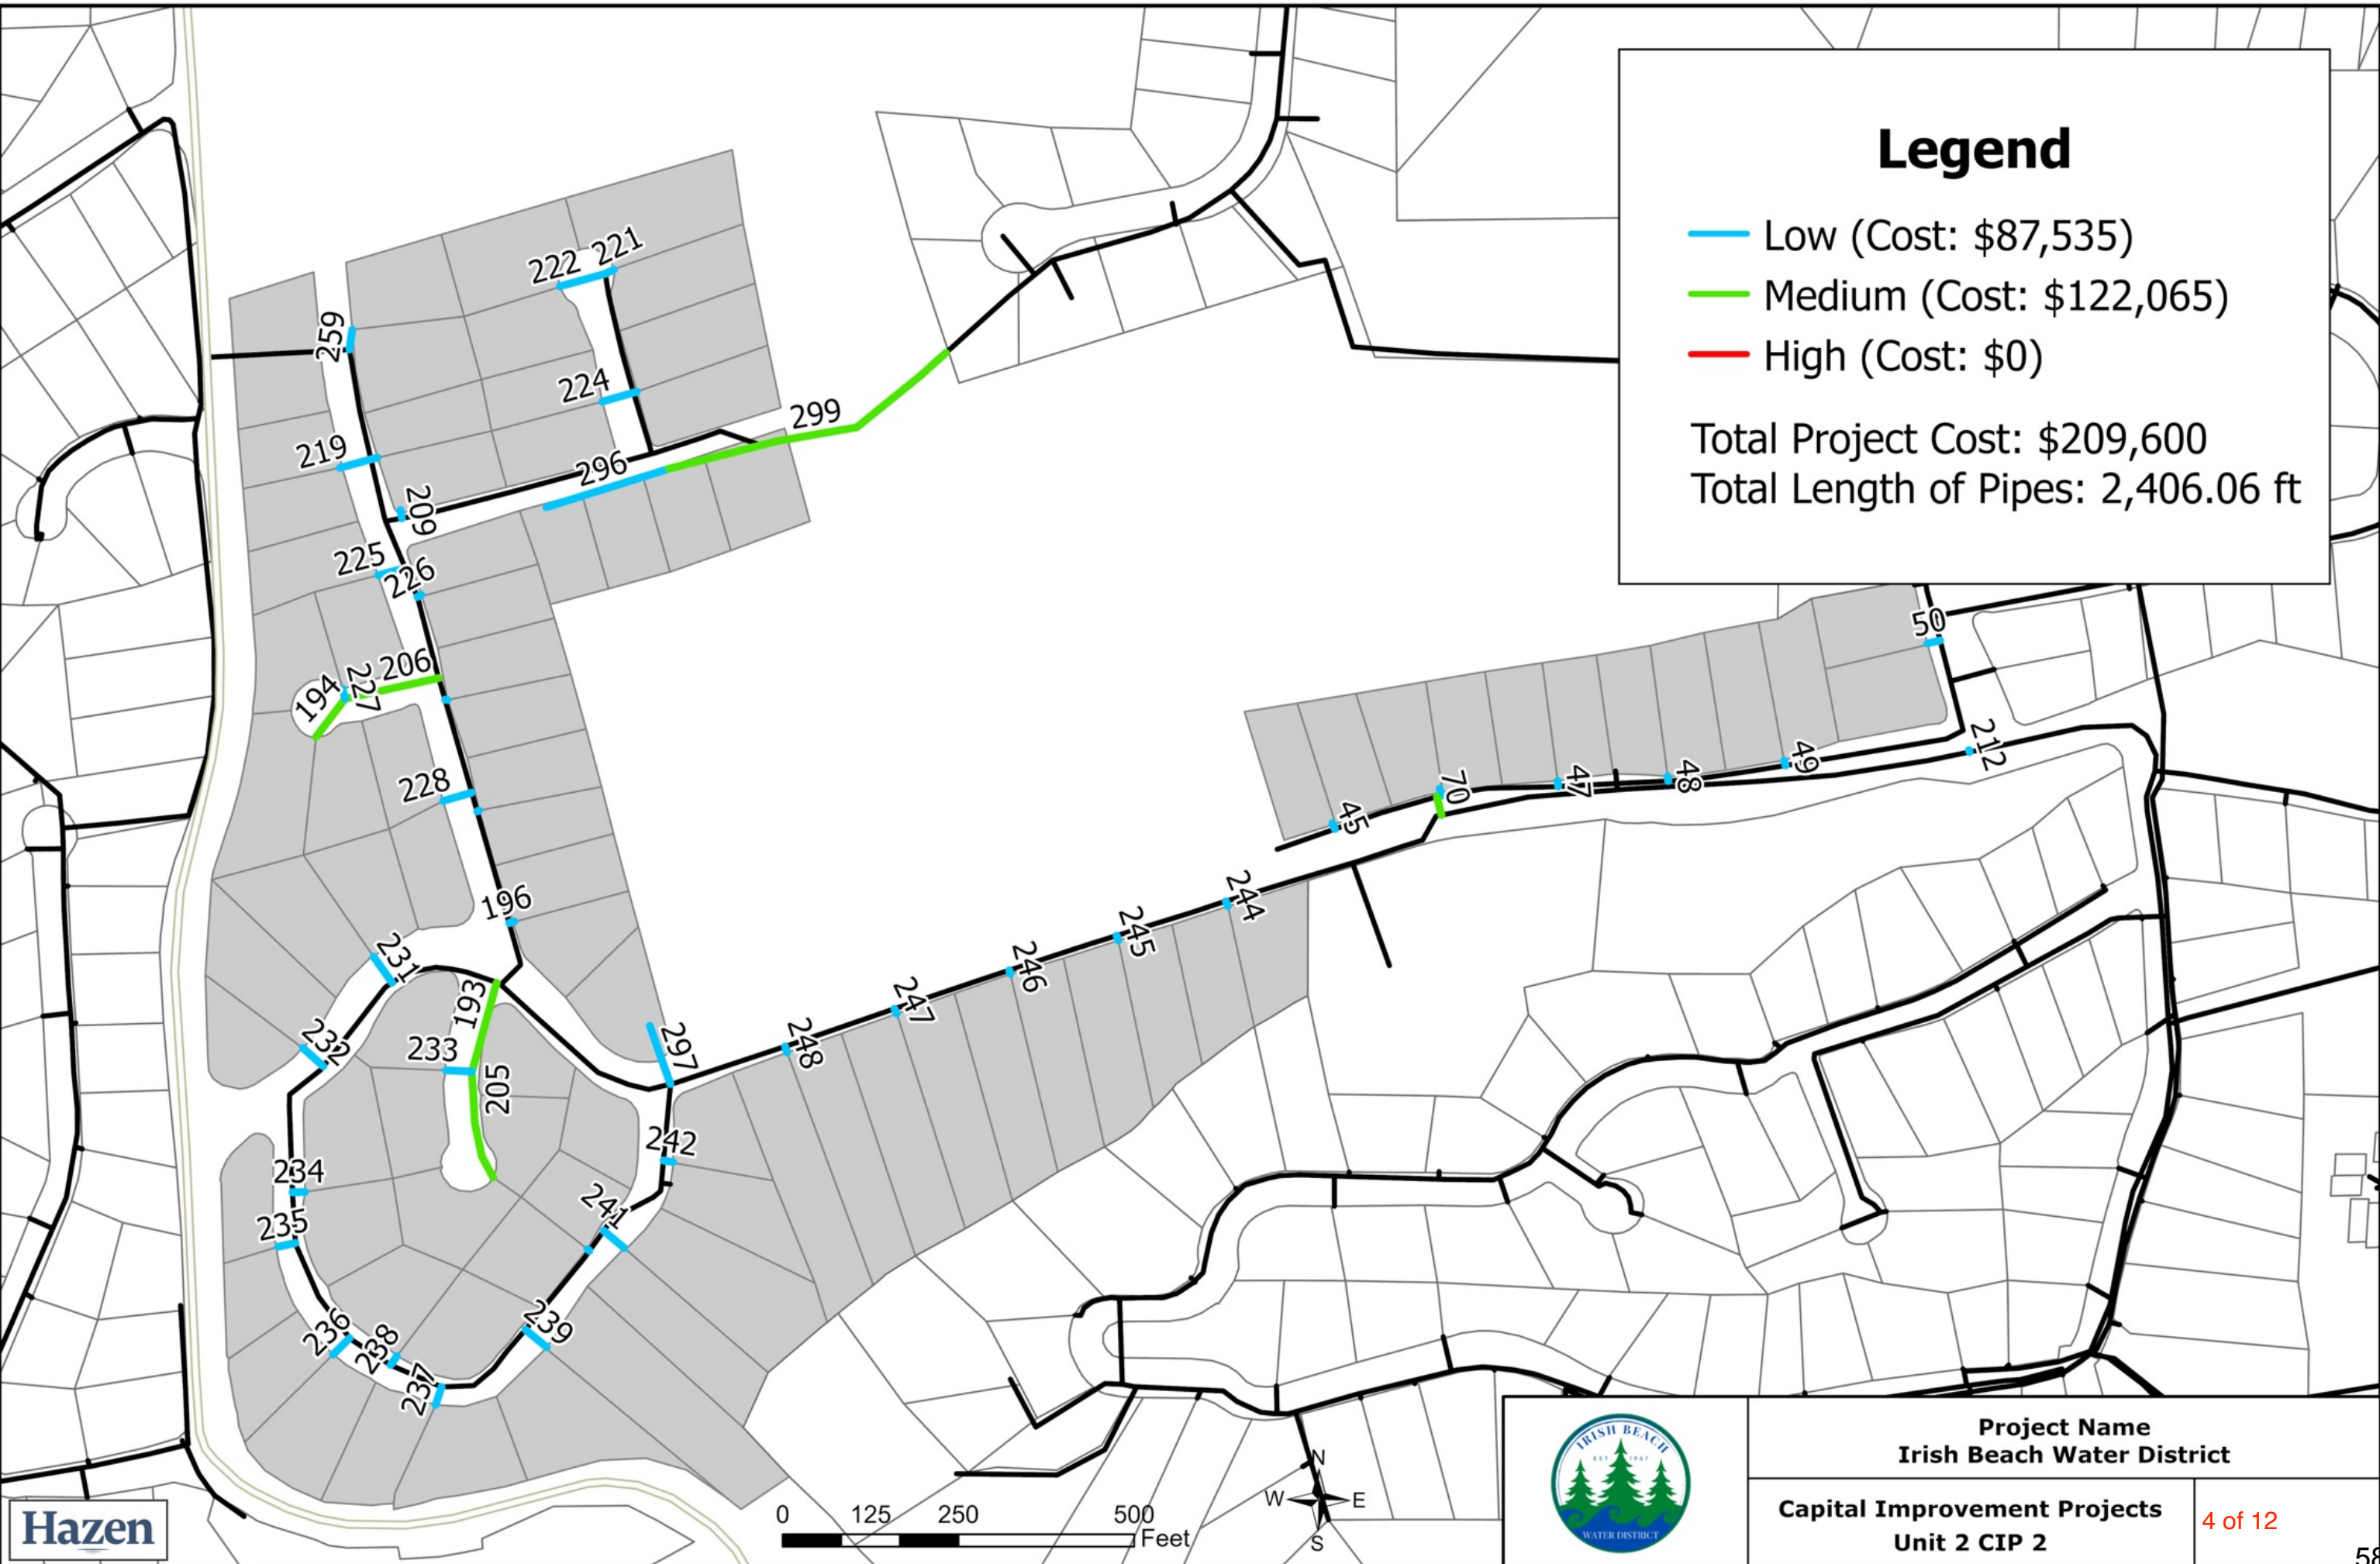 Legend
Low (Cost: $87,535)
Medium (Cost: $122,065)
High (Cost: $0)
Total Project Cost: $209,600
Total Length of Pipes: 2,406.06 ft
222 221
259
224
299
219
296
209
225
226
50
206
227
194
212
228
49
48
47
70
45
196
244
245
231
246
193
247
232
233
297
248
205
242
234
241
235
239
236
238
237
0 125 250 500
Feet
N
W E
S
Hazen
IRISH BEACH
EST 1967
WATER DISTRICT
Project Name
Irish Beach Water District
Capital Improvement Projects
Unit 2 CIP 2
4 of 12